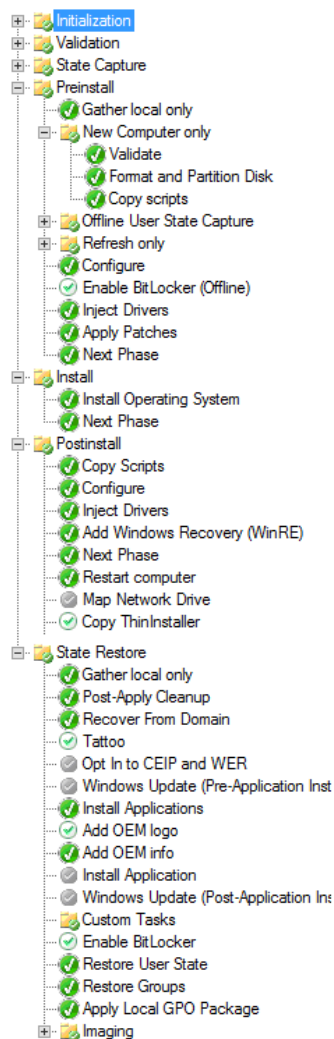 Initialization
Validation
State Capture
Preinstall
Gather local only
New Computer only
Validate
Format and Partition Disk
Copy scripts
Offline User State Capture
Refresh only
Configure
Enable BitLocker (Offline)
Inject Drivers
Apply Patches
Next Phase
Install
Install Operating System
Next Phase
Postinstall
Copy Scripts
Configure
Inject Drivers
Add Windows Recovery (WinRE)
Next Phase
Restart computer
Map Network Drive
Copy ThinInstaller
State Restore
Gather local only
Post-Apply Cleanup
Recover From Domain
Tattoo
Opt In to CEIP and WER
Windows Update (Pre-Application Inst
Install Applications
Add OEM logo
Add OEM info
Install Application
Windows Update (Post-Application Ins
Custom Tasks
Enable BitLocker
Restore User State
Restore Groups
Apply Local GPO Package
Imaging